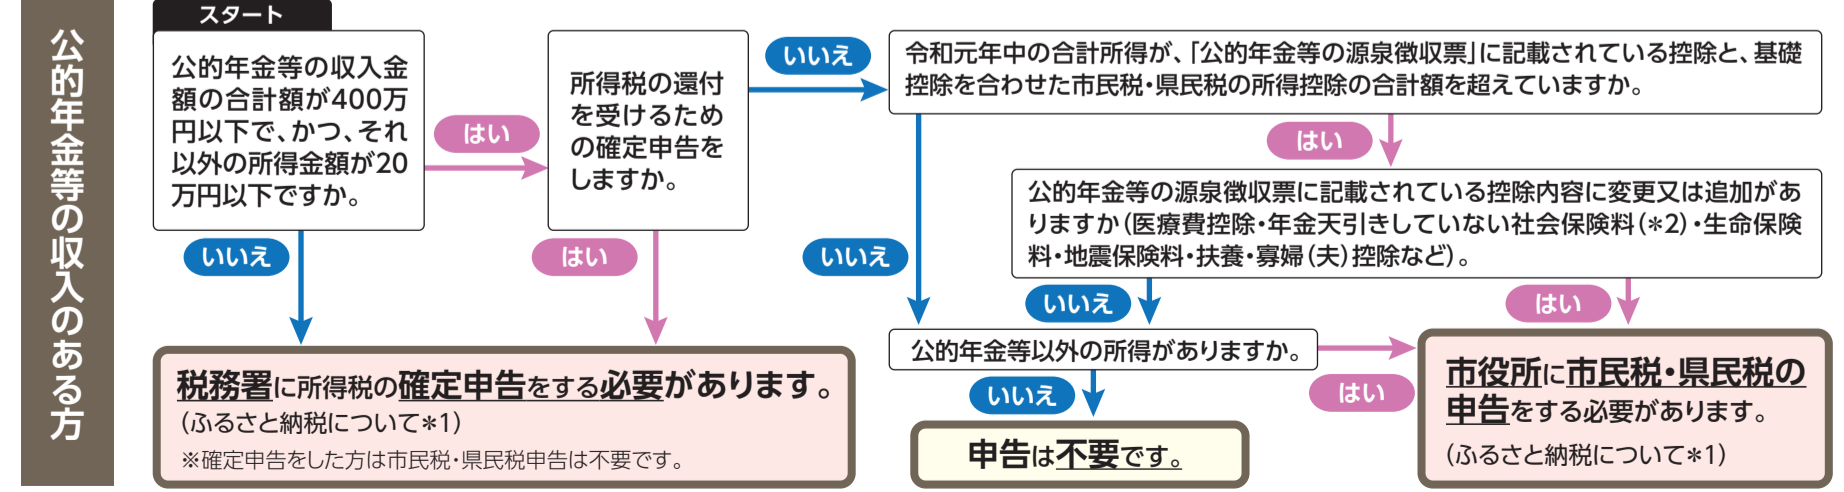 公的年金等の収入のある方
スタート
公的年金等の収入金
額の合計額が400万
円以下で、かつ、それ
以外の所得金額が20
万円以下ですか。
はい
いいえ
所得税の還付
を受けるため
の確定申告を
しますか。
いいえ
はい
令和元年中の合計所得が、「公的年金等の源泉徴収票」に記載されている控除と、基礎
控除を合わせた市民税・県民税の所得控除の合計額を超えていますか。
はい
いいえ
公的年金等の源泉徴収票に記載されている控除内容に変更又は追加があ
りますか（医療費控除・年金天引きしていない社会保険料（*2）・生命保険
料・地震保険料・扶養・寡婦（夫）控除など）。
いいえ
はい
公的年金等以外の所得がありますか。
いいえ
はい
税務署に所得税の確定申告をする必要があります。
（ふるさと納税について*1）
※確定申告をした方は市民税・県民税申告は不要です。
申告は不要です。
市役所に市民税・県民税の
申告をする必要があります。
（ふるさと納税について*1）